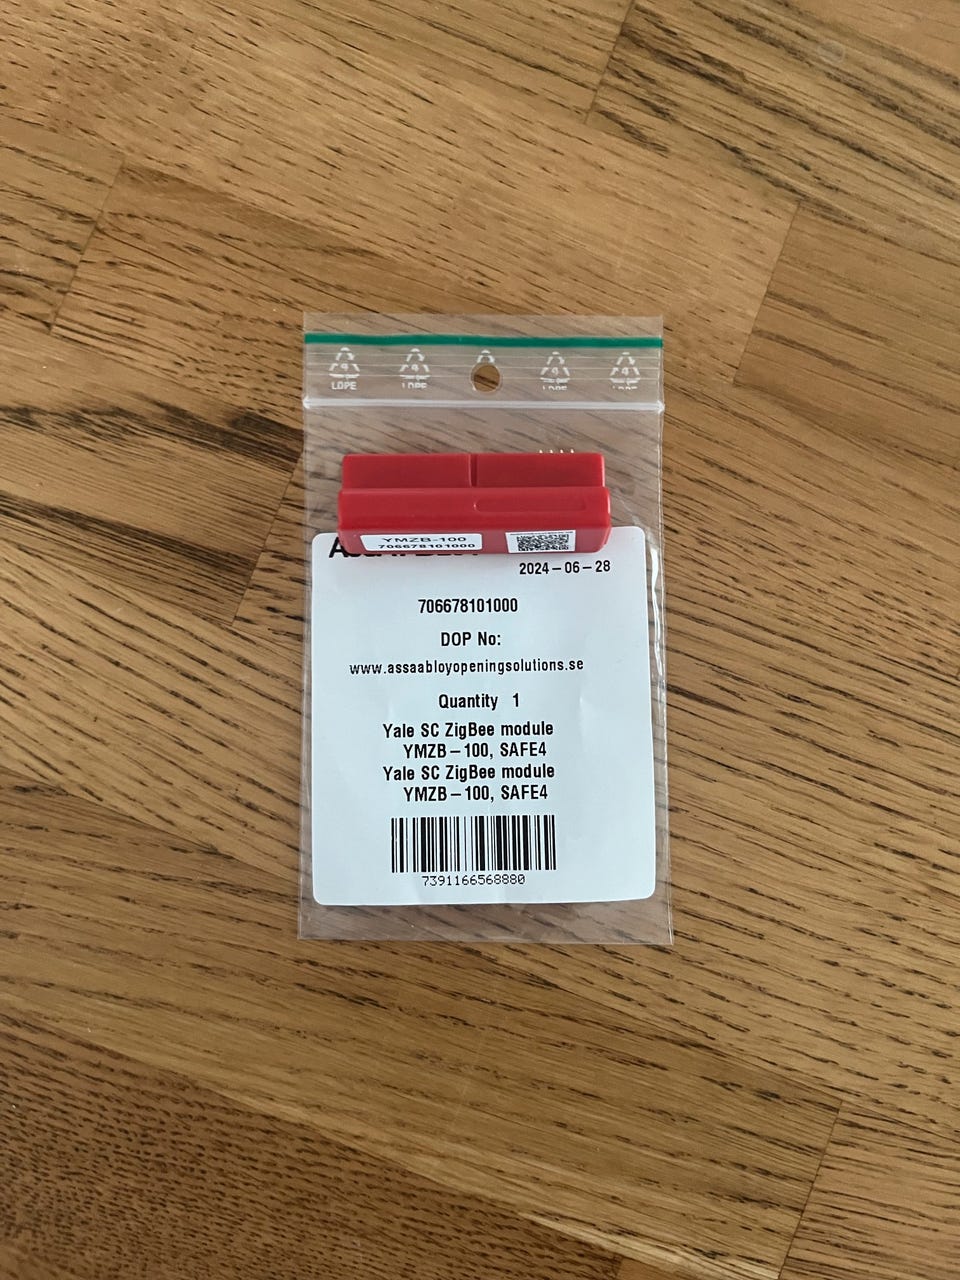 LDPE
LDPE
LDPE
LDPE
YMZB-100
706678101000
2024-06-28
706678101000
DOP No:
www.assaabloyopeningsolutions.se
Quantity 1
Yale SC ZigBee module
YMZB-100, SAFE4
Yale SC ZigBee module
YMZB-100, SAFE4
7391166568880